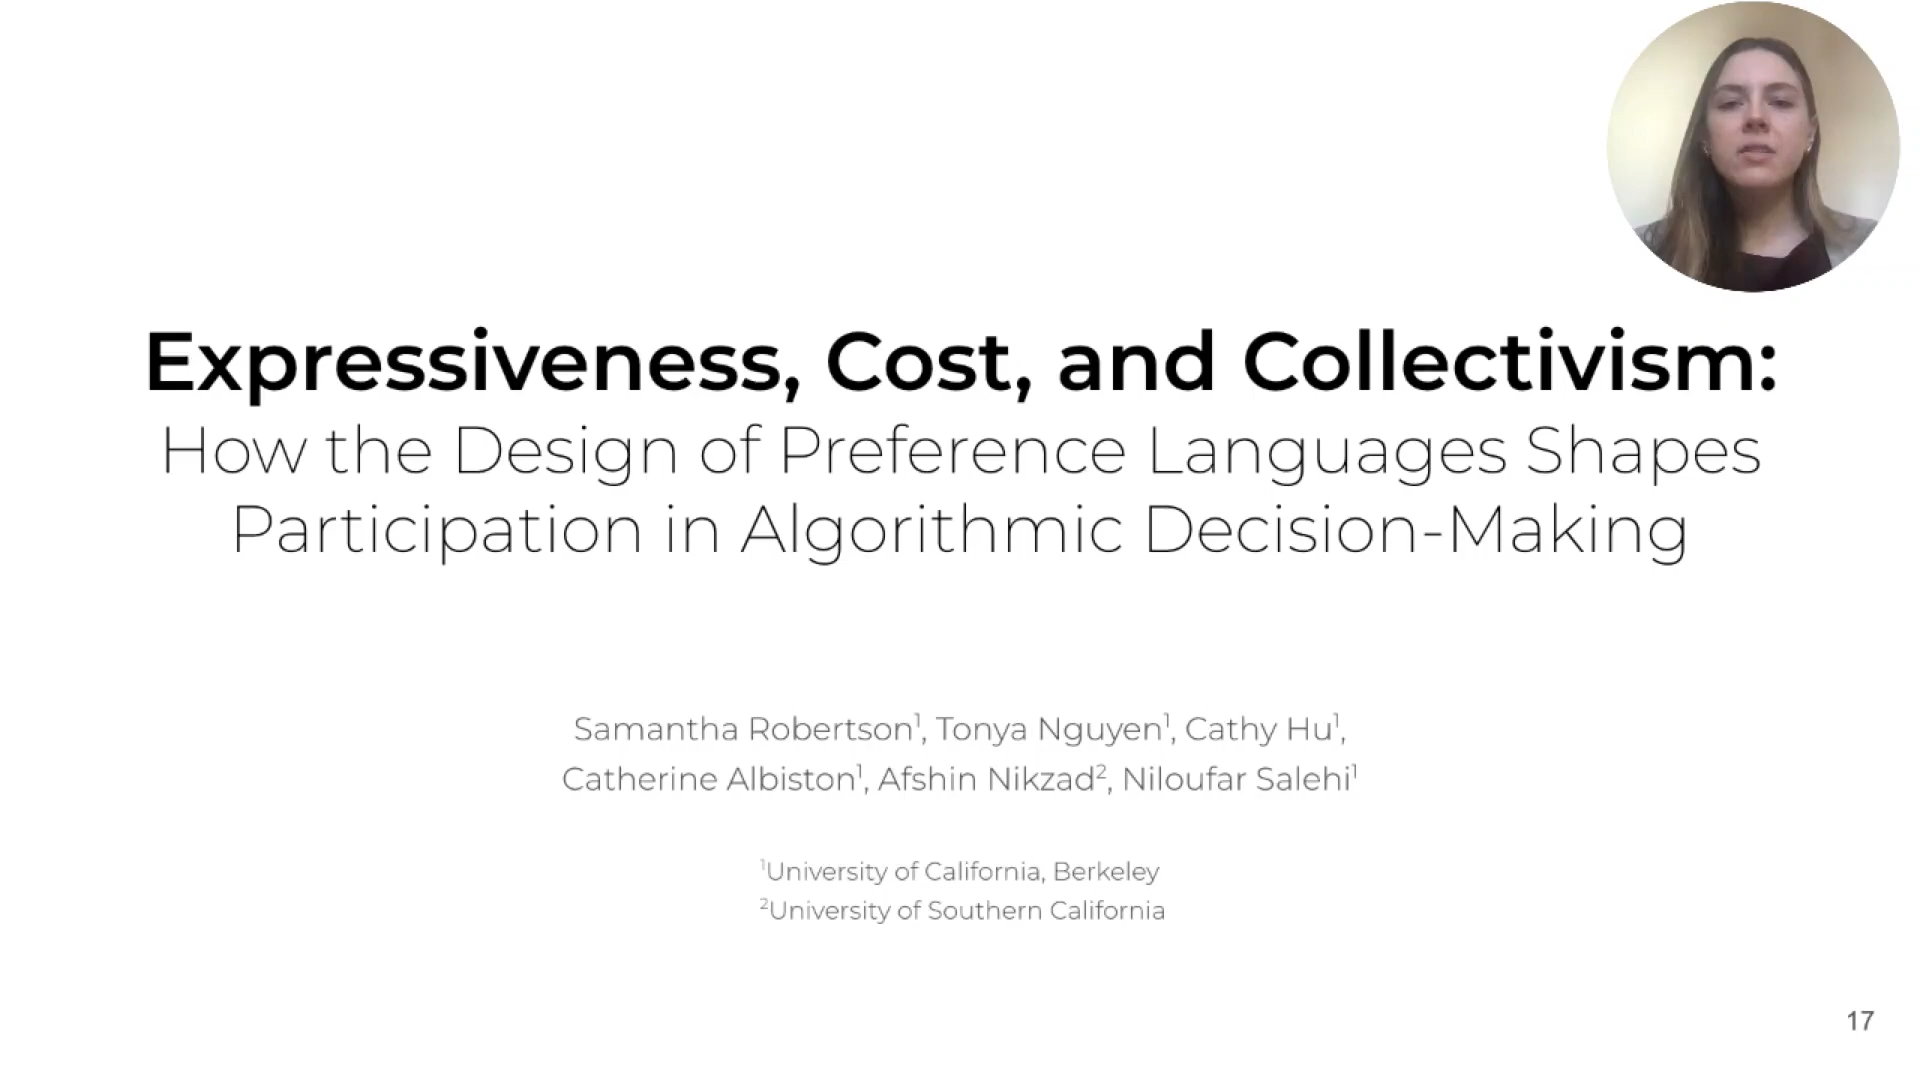 Expressiveness, Cost, and Collectivism:
How the Design of Preference Languages Shapes
Participation in Algorithmic Decision-Making
Samantha Robertson¹, Tonya Nguyen¹, Cathy Hu¹,
Catherine Albiston¹, Afshin Nikzad², Niloufar Salehi¹
¹University of California, Berkeley
²University of Southern California
17